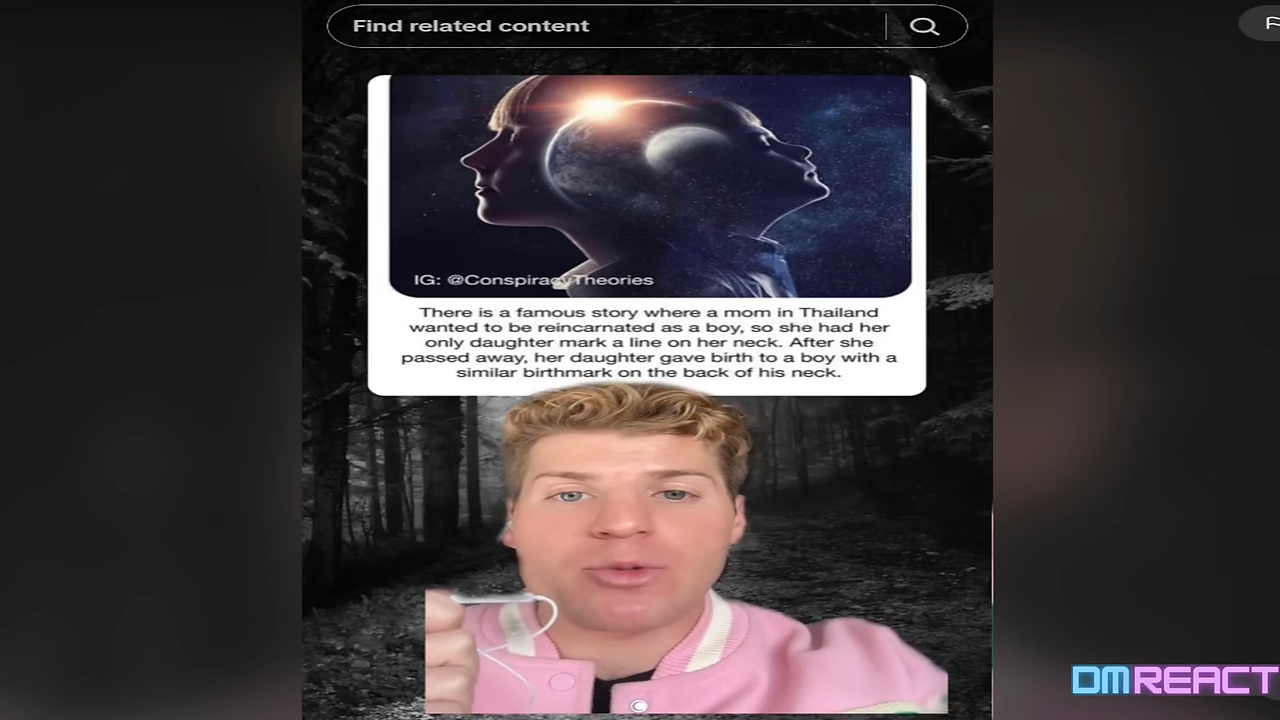 Find related content
IG: @ConspiracyTheories
There is a famous story where a mom in Thailand
wanted to be reincarnated as a boy, so she had her
only daughter mark a line on her neck. After she
passed away, her daughter gave birth to a boy with a
similar birthmark on the back of his neck.
DMREACT